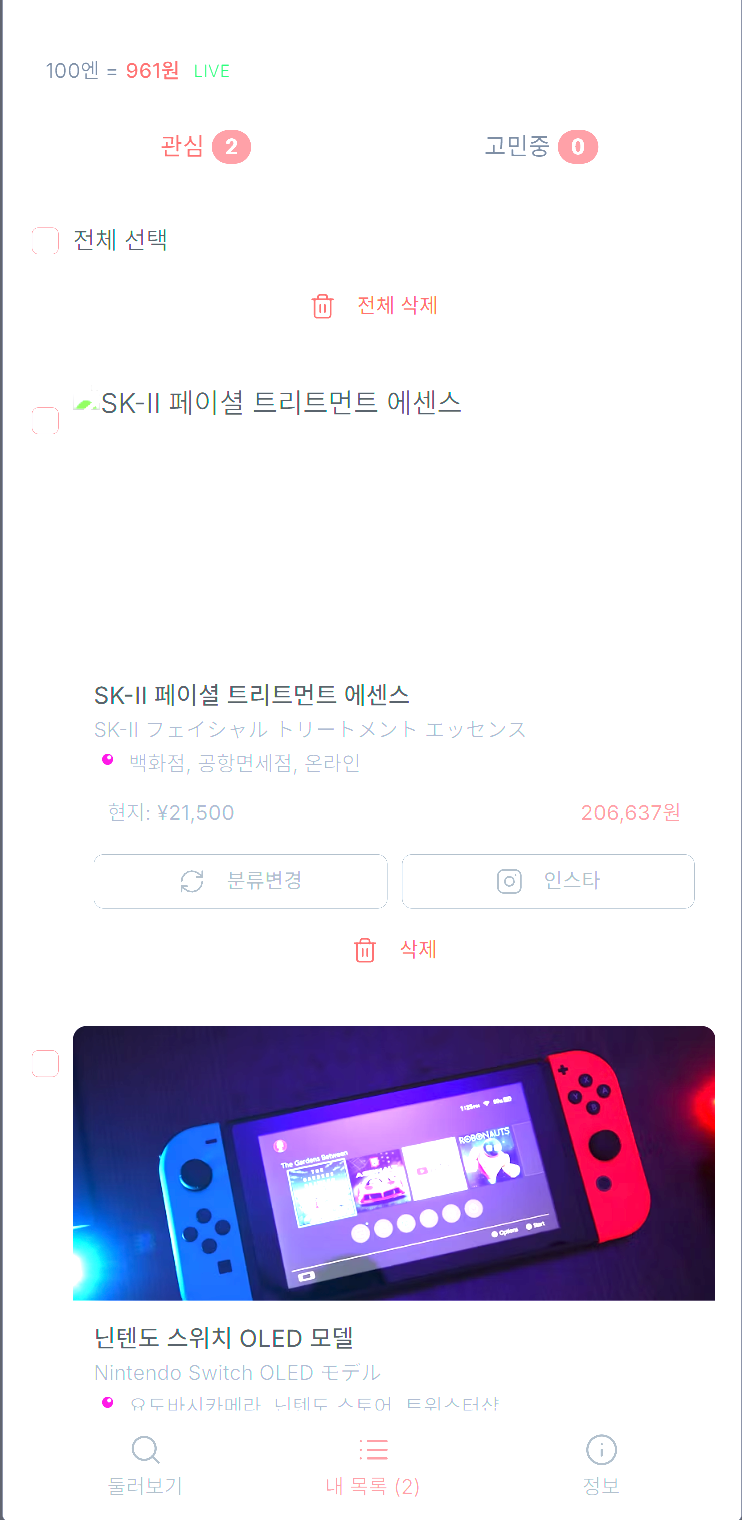 100엔 = 961원 LIVE
관심 2 고민중 0
전체 선택
전체 삭제
SK-II 페이셜 트리트먼트 에센스
SK-II 페이셜 트리트먼트 에센스
SK-II フェイシャル トリートメント エッセンス
백화점, 공항면세점, 온라인
현지: ¥21,500 206,637원
분류변경 인스타
삭제
The Gardens Between
ROBONAUTS
Options Start
닌텐도 스위치 OLED 모델
Nintendo Switch OLED モデル
요도바시카메라, 닌텐도 스토어, 트위스터샵
둘러보기 내 목록 (2) 정보